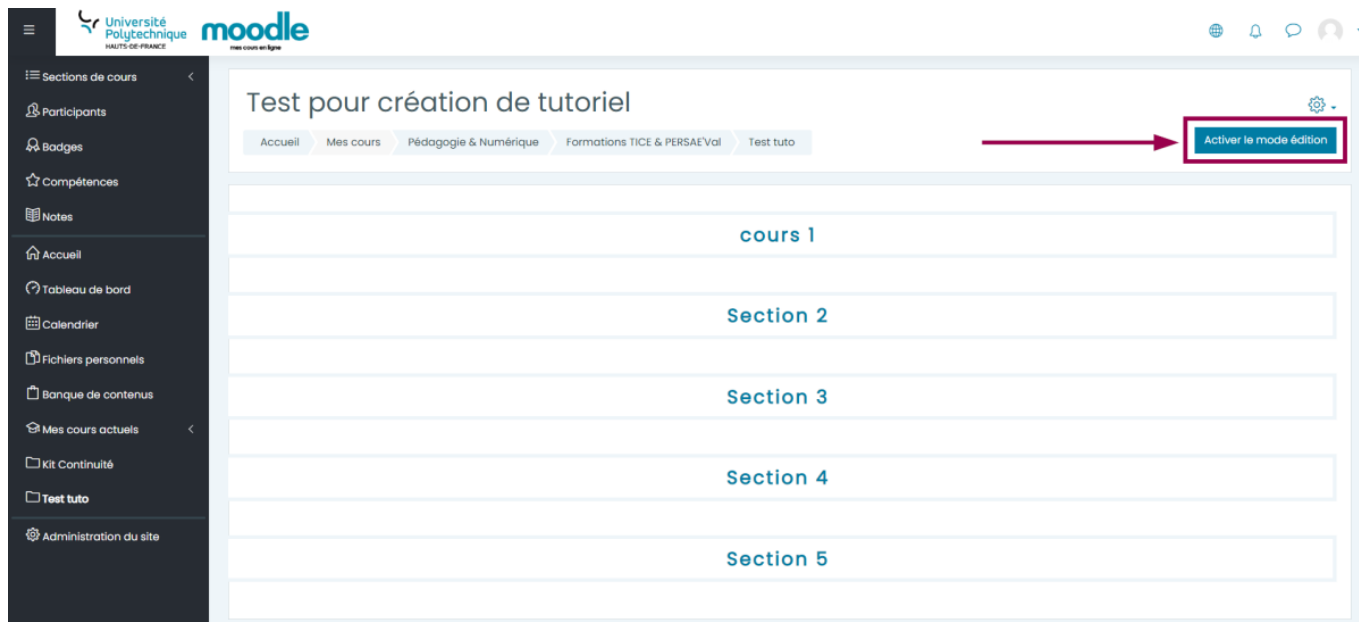 Université
Polytechnique
HAUTS-DE-FRANCE
moodle
mes cours en ligne
Sections de cours
Participants
Badges
Compétences
Notes
Accueil
Tableau de bord
Calendrier
Fichiers personnels
Banque de contenus
Mes cours actuels
Kit Continuité
Test tuto
Administration du site
Test pour création de tutoriel
Accueil Mes cours Pédagogie & Numérique Formations TICE & PERSAE'Val Test tuto
Activer le mode édition
cours 1
Section 2
Section 3
Section 4
Section 5